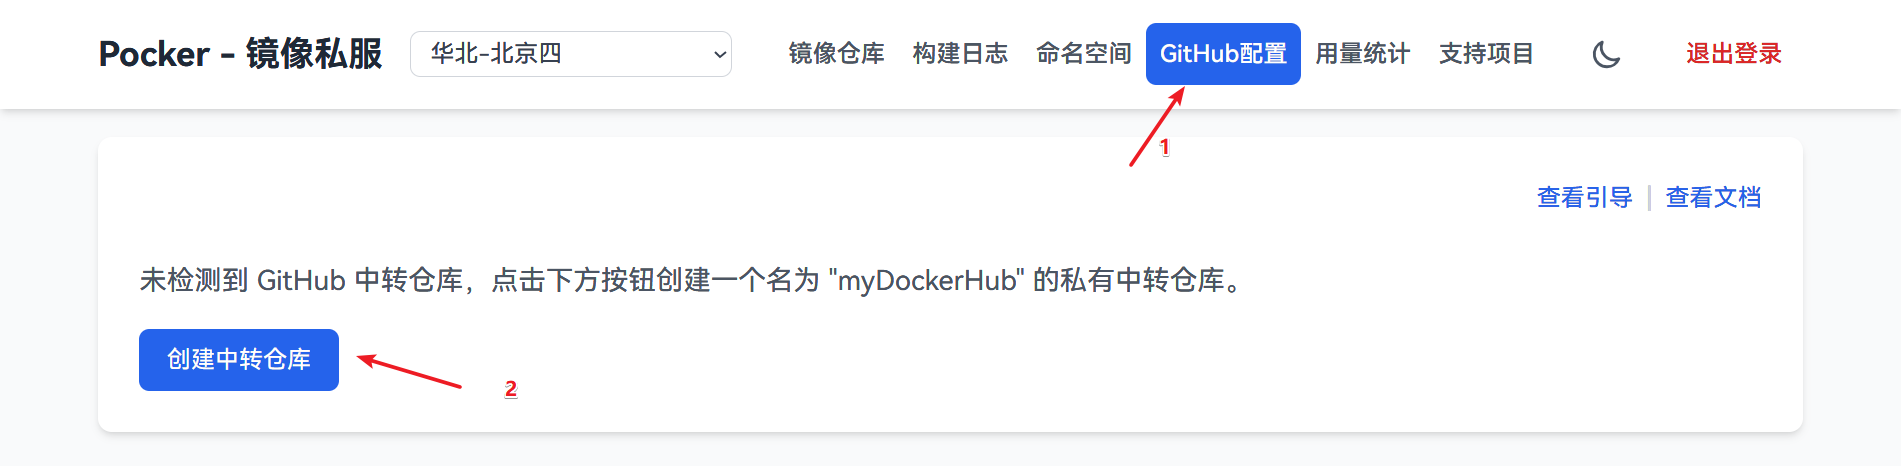 Pocker - 镜像私服 华北-北京四 镜像仓库 构建日志 命名空间 GitHub配置 用量统计 支持项目 退出登录
1
查看引导 | 查看文档
未检测到 GitHub 中转仓库，点击下方按钮创建一个名为 "myDockerHub" 的私有中转仓库。
创建中转仓库
2